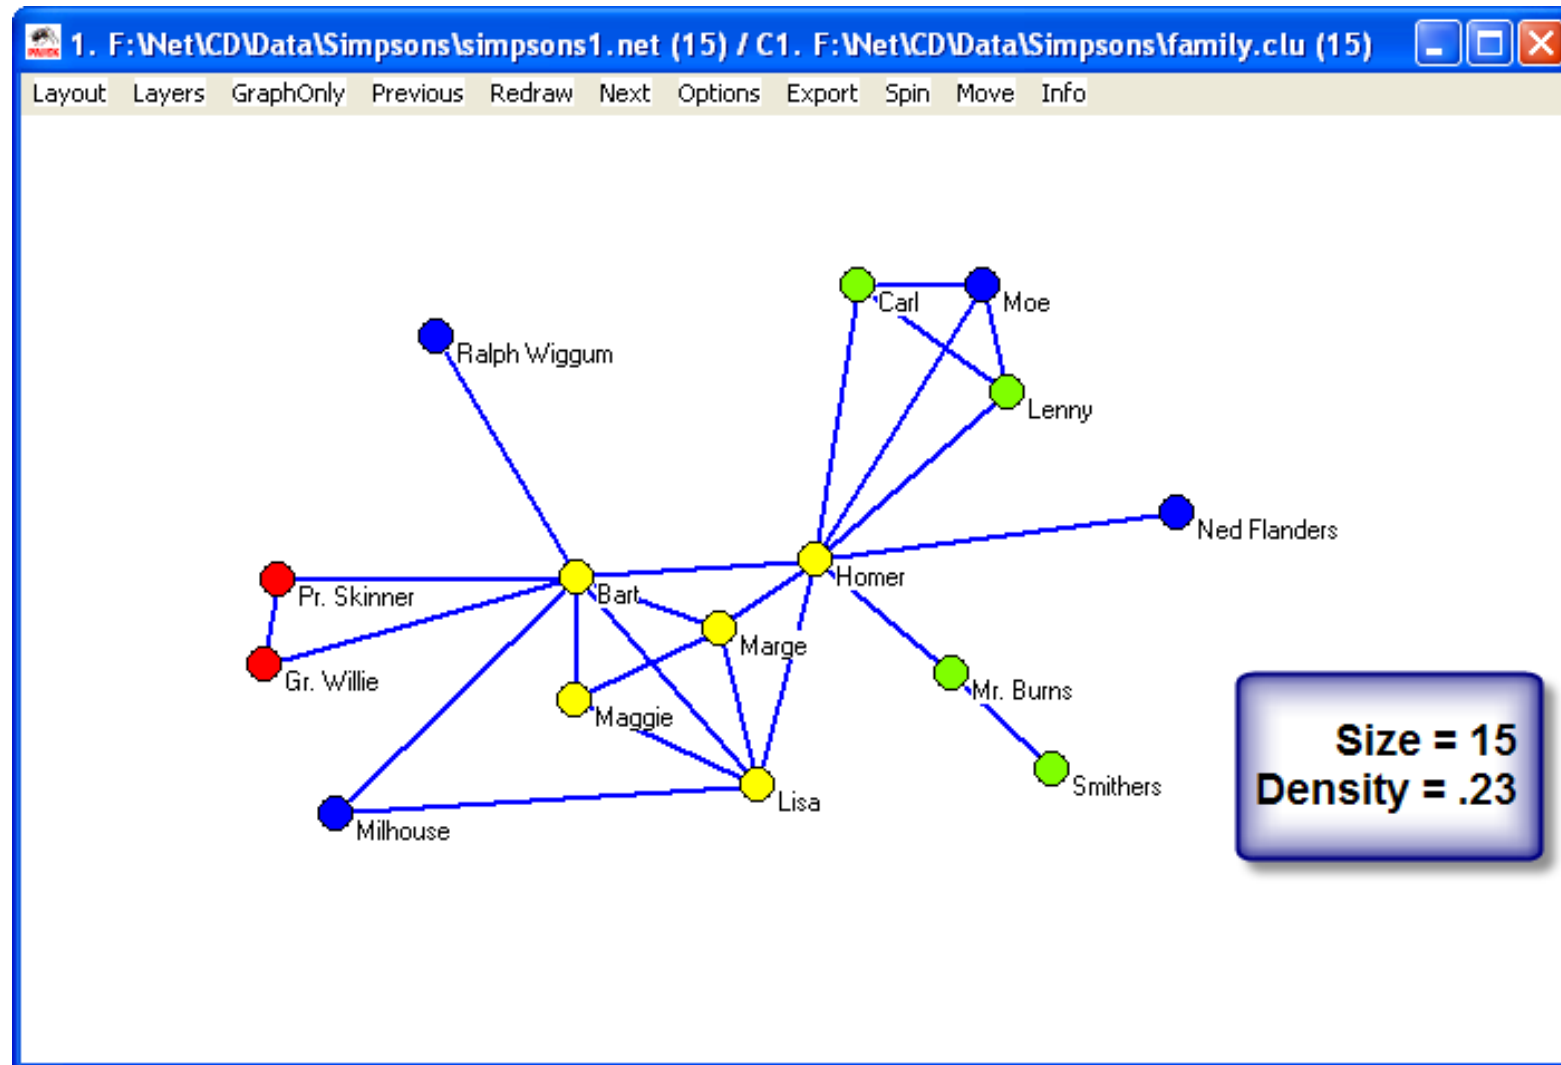 1. F:\Net\CD\Data\Simpsons\simpsons1.net (15) / C1. F:\Net\CD\Data\Simpsons\family.clu (15)
Layout Layers GraphOnly Previous Redraw Next Options Export Spin Move Info
Carl
Moe
Ralph Wiggum
Lenny
Ned Flanders
Homer
Pr. Skinner
Bart
Marge
Gr. Willie
Mr. Burns
Maggie
Smithers
Lisa
Milhouse
Size = 15
Density = .23